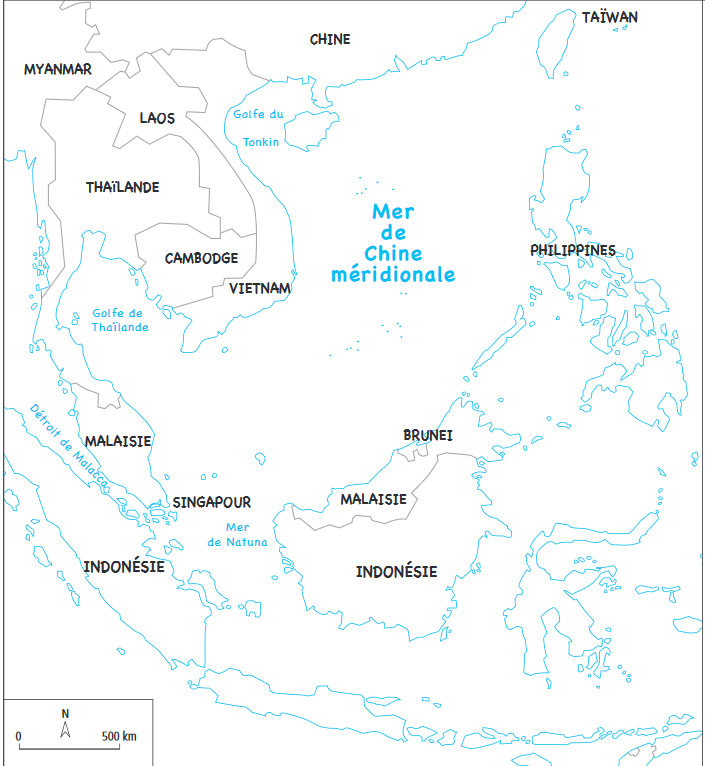 TAÏWAN
CHINE
MYANMAR
LAOS
Golfe du
Tonkin
THAïLANDE
Mer
de
Chine
méridionale
PHILIPPINES
CAMBODGE
VIETNAM
Golfe de
Thaïlande
Détroit de Malacca
MALAISIE
BRUNEI
SINGAPOUR
MALAISIE
Mer
de Natuna
INDONÉSIE
INDONÉSIE
N
0 500 km